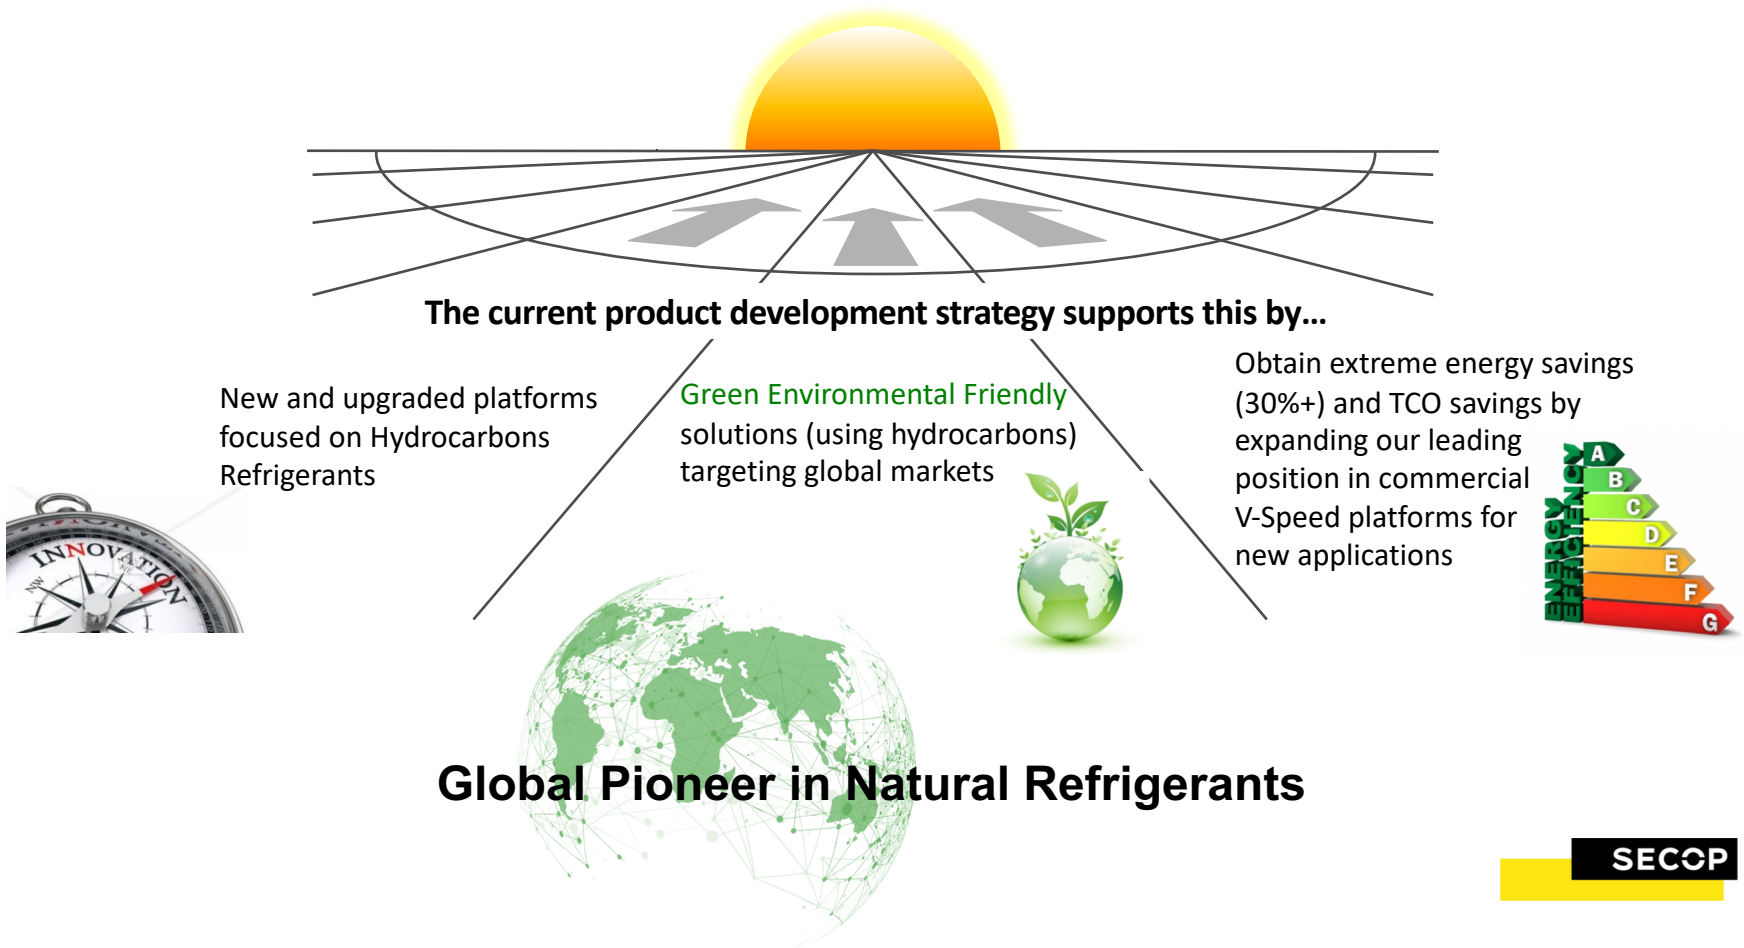 The current product development strategy supports this by...
New and upgraded platforms
focused on Hydrocarbons
Refrigerants
Green Environmental Friendly
solutions (using hydrocarbons)
targeting global markets
Obtain extreme energy savings
(30%+) and TCO savings by
expanding our leading
position in commercial
V-Speed platforms for
new applications
INNOVATION
NW
ENERGY
EFFICIENCY
A
B
C
D
E
F
G
Global Pioneer in Natural Refrigerants
SECOP